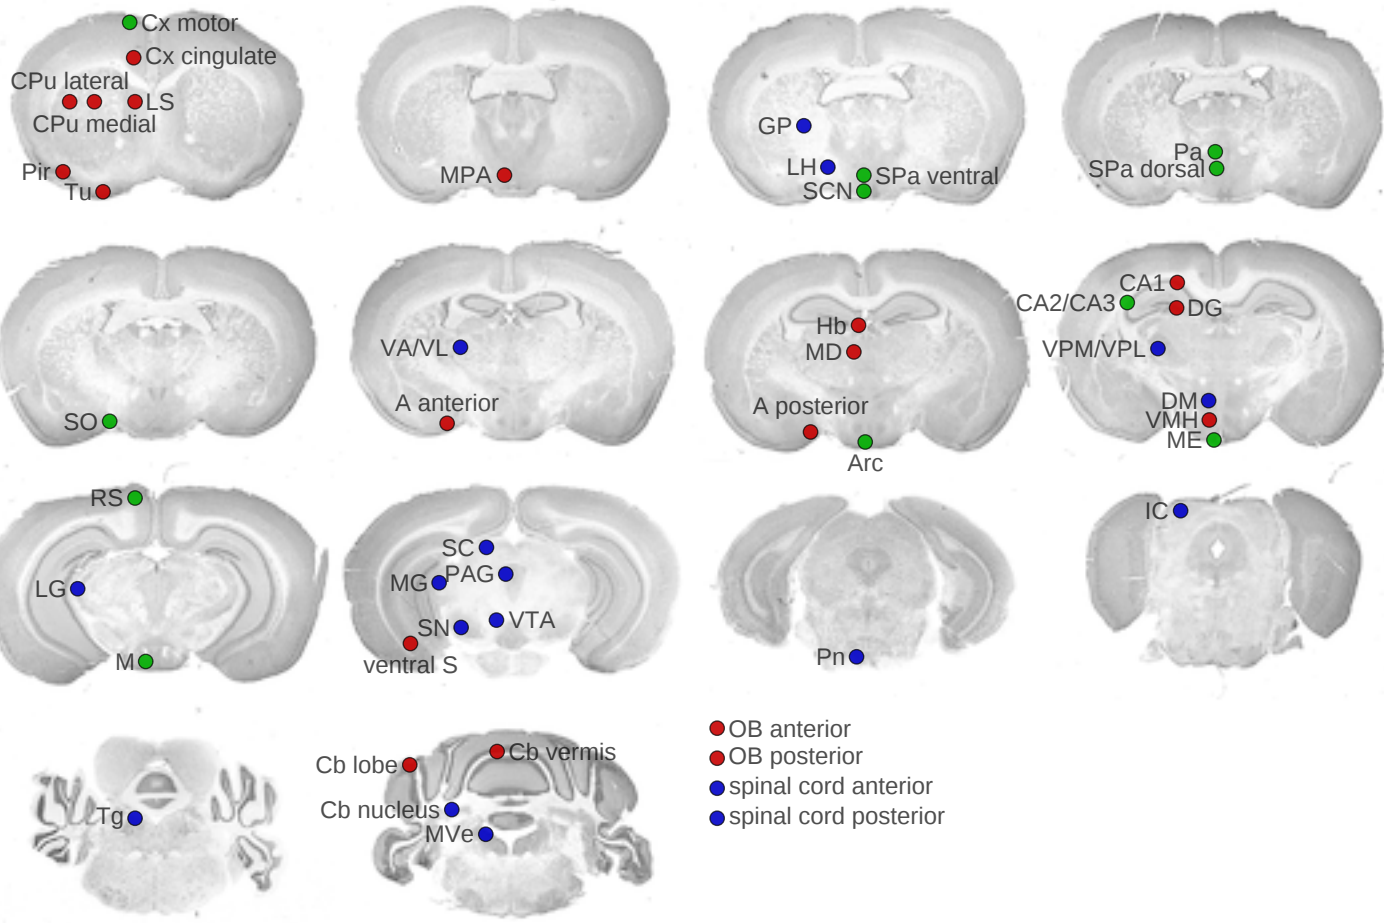 Cx motor
Cx cingulate
CPu lateral
LS
CPu medial
Pir
Tu
MPA
GP
LH
SPa ventral
SCN
Pa
SPa dorsal
SO
VA/VL
A anterior
Hb
MD
A posterior
Arc
CA1
CA2/CA3
DG
VPM/VPL
DM
VMH
ME
RS
LG
M
SC
MG PAG
SN VTA
ventral S
Pn
IC
Tg
Cb lobe
Cb vermis
Cb nucleus
MVe
OB anterior
OB posterior
spinal cord anterior
spinal cord posterior